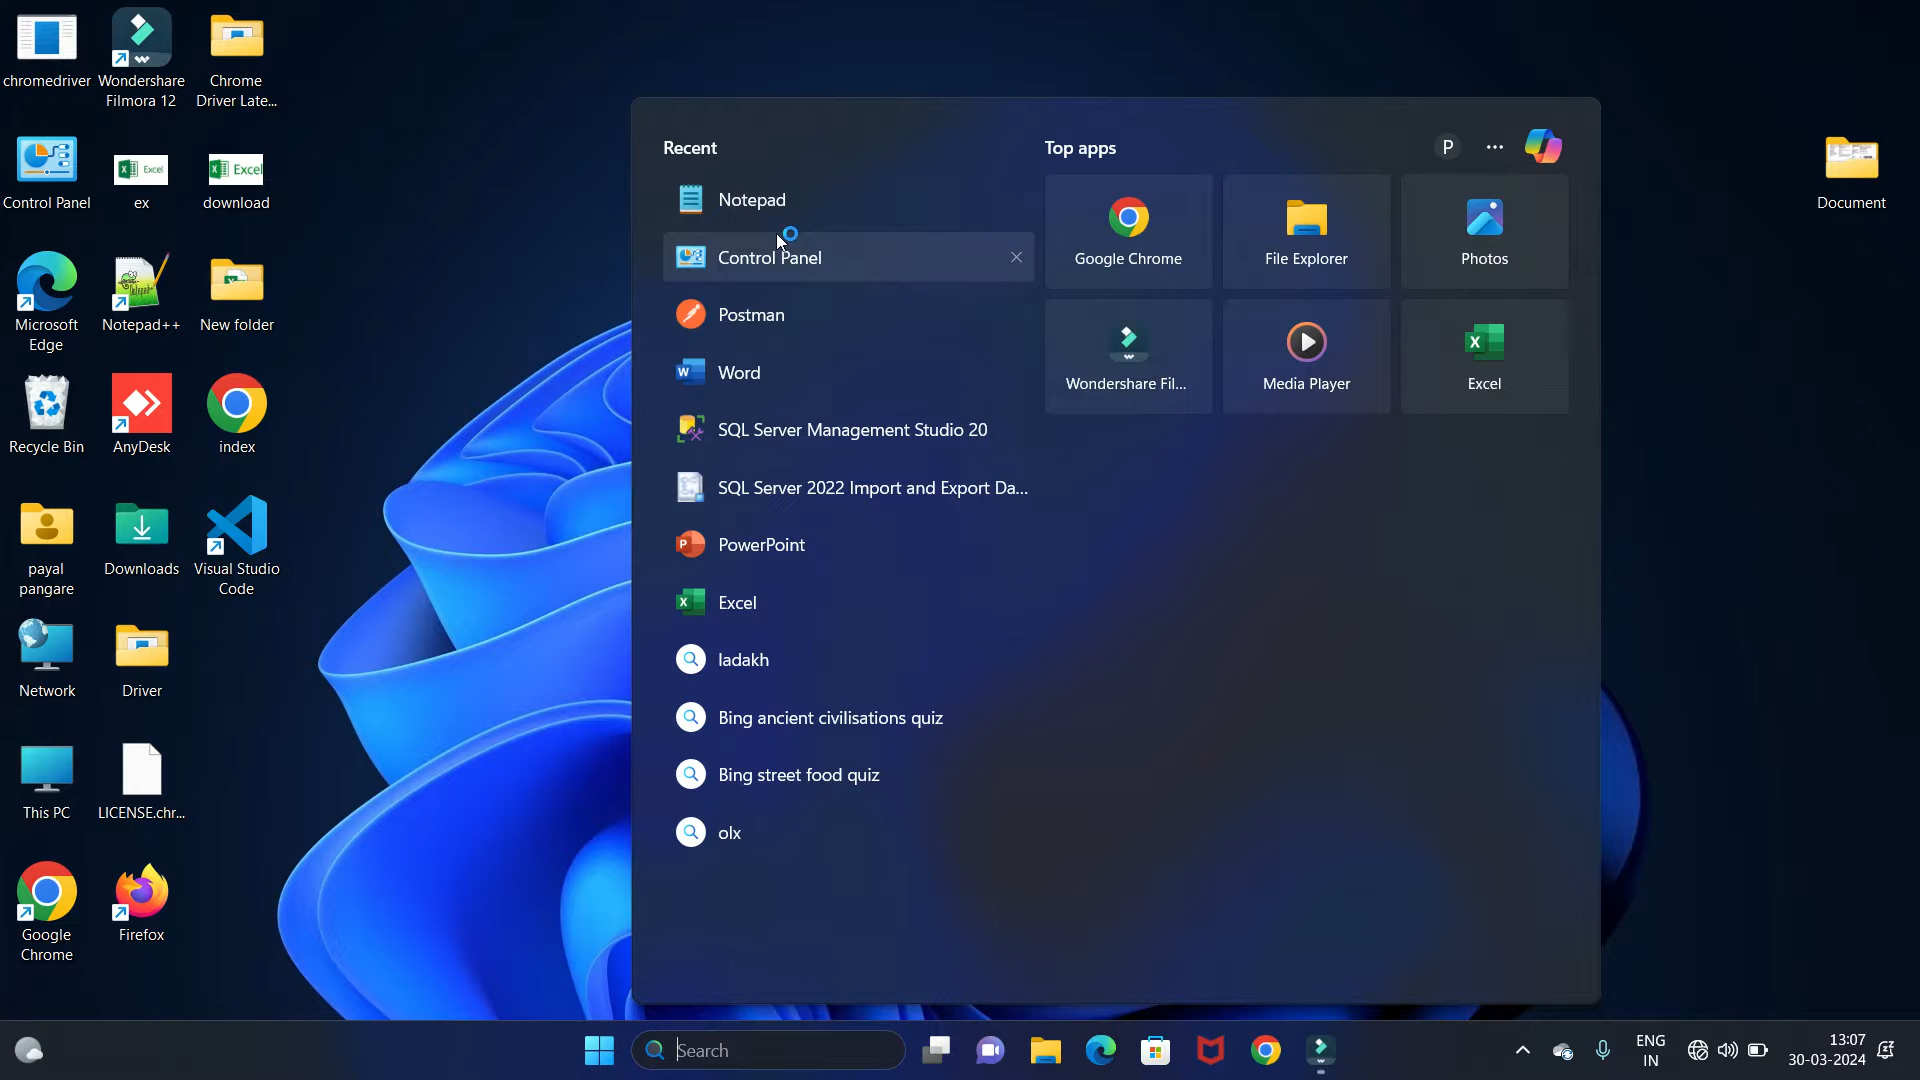 chromedriver
Wondershare
Filmora 12
Chrome
Driver Late...
Control Panel
Excel
ex
Excel
download
Microsoft
Edge
Notepad++
New folder
Recycle Bin
AnyDesk
index
payal
pangare
Downloads
Visual Studio
Code
Network
Driver
This PC
LICENSE.chr...
Google
Chrome
Firefox
Recent
Notepad
Control Panel
Postman
Word
SQL Server Management Studio 20
SQL Server 2022 Import and Export Da...
PowerPoint
Excel
ladakh
Bing ancient civilisations quiz
Bing street food quiz
olx
Top apps
P
Google Chrome
File Explorer
Photos
Wondershare Fil...
Media Player
Excel
Document
Search
ENG
IN
13:07
30-03-2024